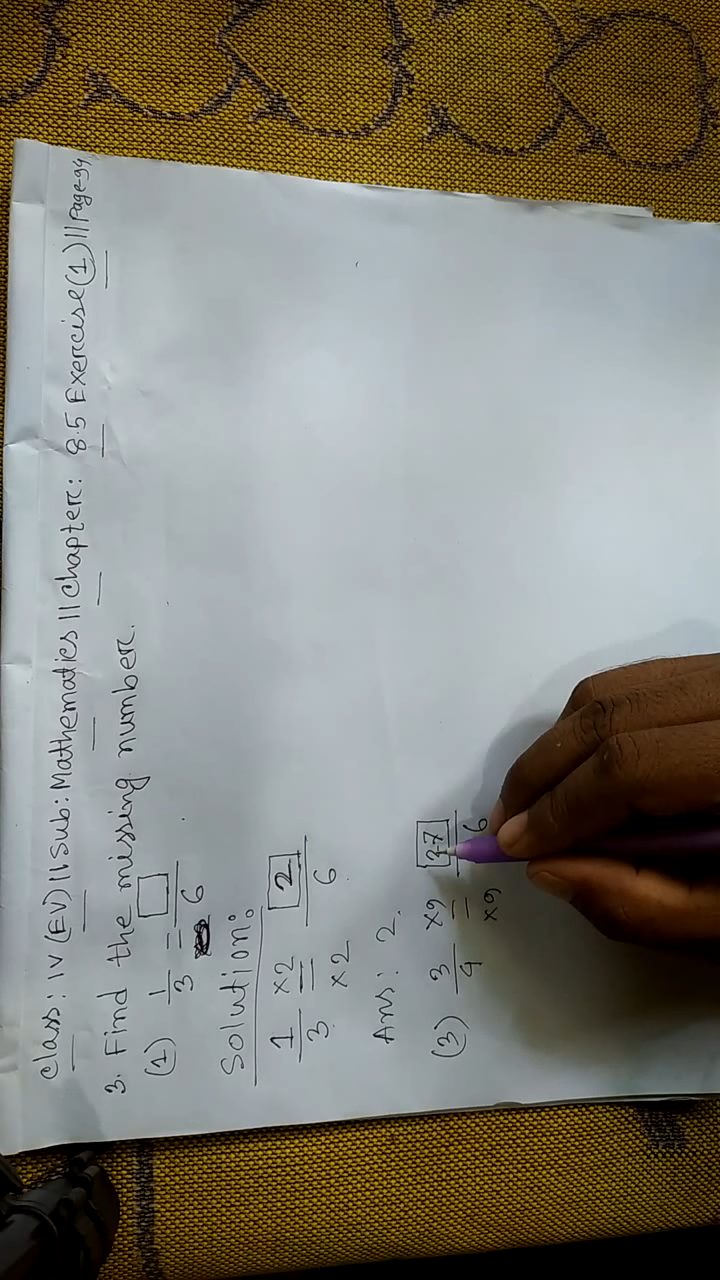 Class: IV (EV) || Sub: Mathematics || Chapter: 8.5 Exercise (1) || Page-94,
3. Find the missing number.
(1) 1/3 = □/6
Solution:
1/3 ×2/×2 = 2/6
Ans: 2.
(3) 3/4 ×9/×9 = 27/6